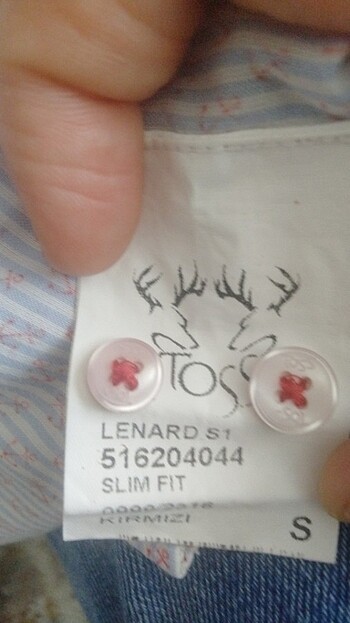 TOSS
LENARD S1
516204044
SLIM FIT
KIRMIZI
S